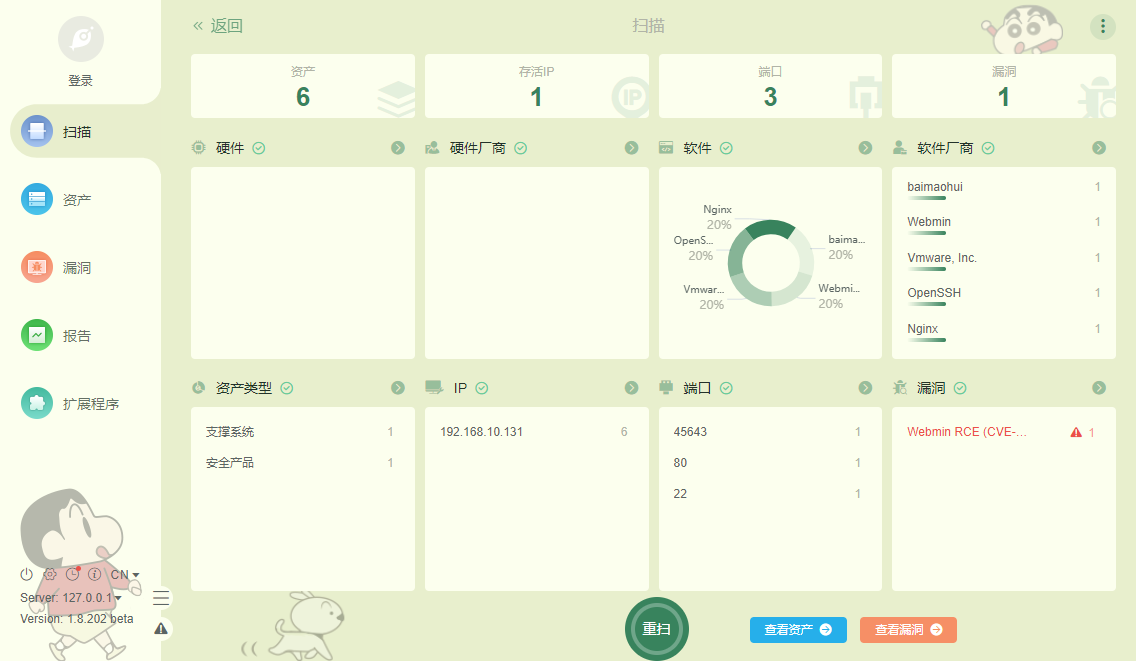 登录
扫描
资产
漏洞
报告
扩展程序
CN
Server: 127.0.0.1
Version: 1.8.202 beta
« 返回
扫描
资产
6
存活IP
1
IP
端口
3
漏洞
1
硬件
硬件厂商
软件
Nginx
20%
OpenS...
20%
Vmwar...
20%
baima...
20%
Webmi...
20%
软件厂商
baimaohui 1
Webmin 1
Vmware, Inc. 1
OpenSSH 1
Nginx 1
资产类型
支撑系统 1
安全产品 1
IP
192.168.10.131 6
端口
45643 1
80 1
22 1
漏洞
Webmin RCE (CVE-... 1
重扫
查看资产
查看漏洞